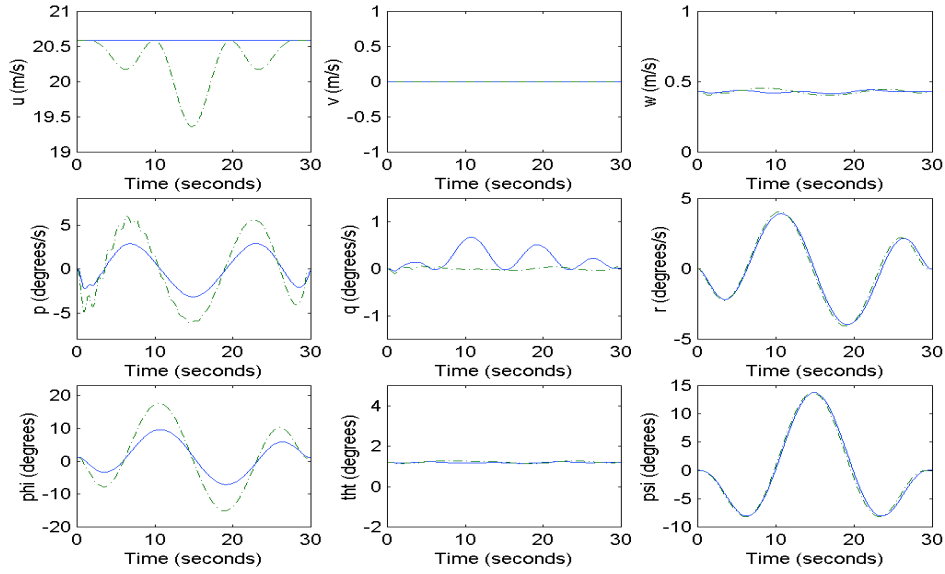 21
20.5
20
19.5
19
u (m/s)
0 10 20 30
Time (seconds)
1
0.5
0
-0.5
-1
v (m/s)
0 10 20 30
Time (seconds)
1
0.5
0
w (m/s)
0 10 20 30
Time (seconds)
5
0
-5
p (degrees/s)
0 10 20 30
Time (seconds)
1
0
-1
q (degrees/s)
0 10 20 30
Time (seconds)
5
0
-5
r (degrees/s)
0 10 20 30
Time (seconds)
20
10
0
-10
-20
phi (degrees)
0 10 20 30
Time (seconds)
4
2
0
-2
tht (degrees)
0 10 20 30
Time (seconds)
15
10
5
0
-5
-10
psi (degrees)
0 10 20 30
Time (seconds)